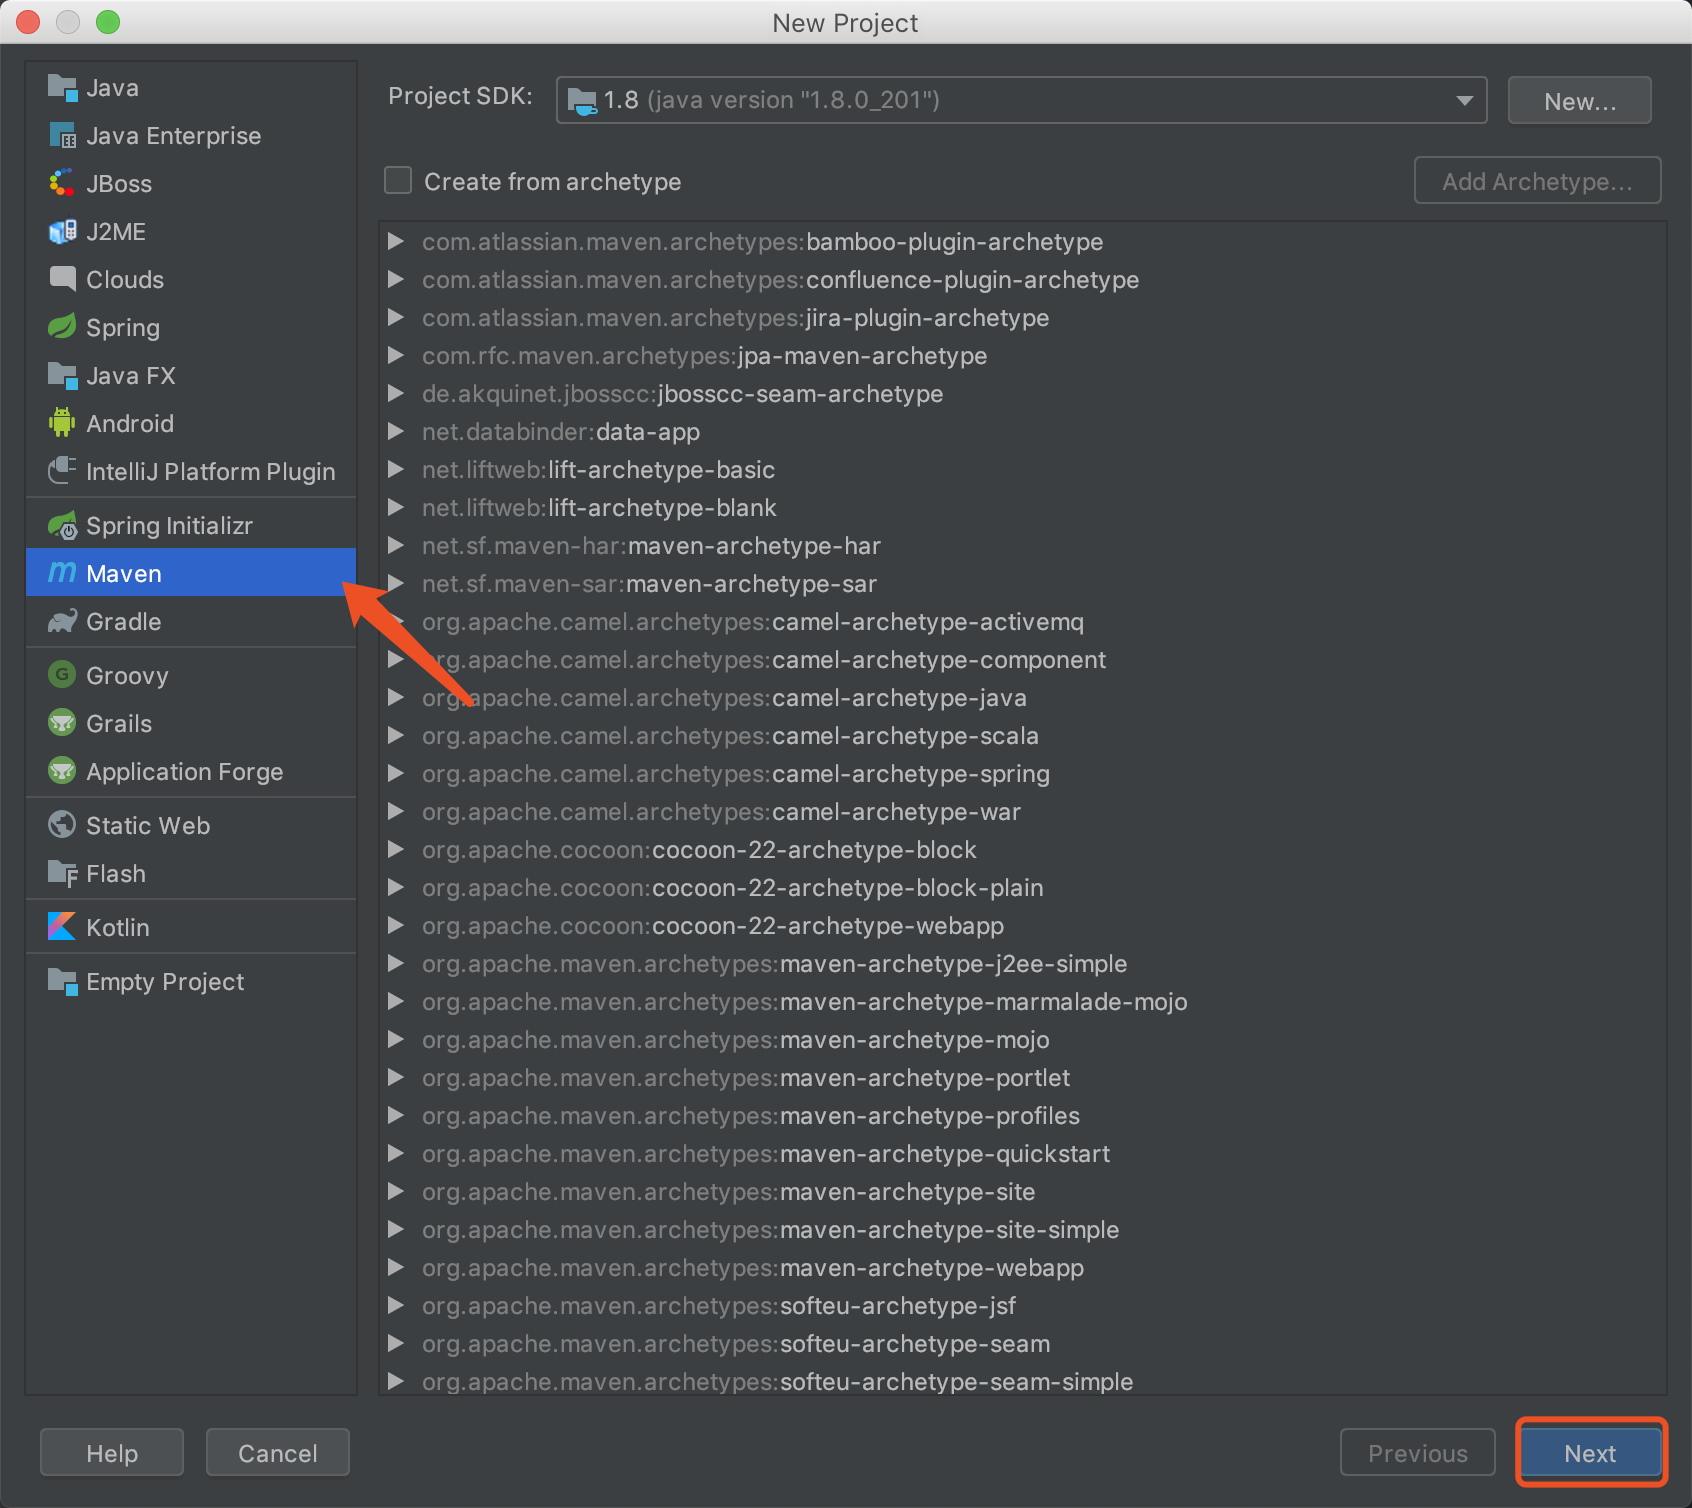 New Project
Java
Java Enterprise
JBoss
J2ME
Clouds
Spring
Java FX
Android
IntelliJ Platform Plugin
Spring Initializr
Maven
Gradle
Groovy
Grails
Application Forge
Static Web
Flash
Kotlin
Empty Project
Project SDK:
1.8 (java version "1.8.0_201")
New...
Create from archetype
Add Archetype...
com.atlassian.maven.archetypes:bamboo-plugin-archetype
com.atlassian.maven.archetypes:confluence-plugin-archetype
com.atlassian.maven.archetypes:jira-plugin-archetype
com.rfc.maven.archetypes:jpa-maven-archetype
de.akquinet.jbosscc:jbosscc-seam-archetype
net.databinder:data-app
net.liftweb:lift-archetype-basic
net.liftweb:lift-archetype-blank
net.sf.maven-har:maven-archetype-har
net.sf.maven-sar:maven-archetype-sar
org.apache.camel.archetypes:camel-archetype-activemq
org.apache.camel.archetypes:camel-archetype-component
org.apache.camel.archetypes:camel-archetype-java
org.apache.camel.archetypes:camel-archetype-scala
org.apache.camel.archetypes:camel-archetype-spring
org.apache.camel.archetypes:camel-archetype-war
org.apache.cocoon:cocoon-22-archetype-block
org.apache.cocoon:cocoon-22-archetype-block-plain
org.apache.cocoon:cocoon-22-archetype-webapp
org.apache.maven.archetypes:maven-archetype-j2ee-simple
org.apache.maven.archetypes:maven-archetype-marmalade-mojo
org.apache.maven.archetypes:maven-archetype-mojo
org.apache.maven.archetypes:maven-archetype-portlet
org.apache.maven.archetypes:maven-archetype-profiles
org.apache.maven.archetypes:maven-archetype-quickstart
org.apache.maven.archetypes:maven-archetype-site
org.apache.maven.archetypes:maven-archetype-site-simple
org.apache.maven.archetypes:maven-archetype-webapp
org.apache.maven.archetypes:softeu-archetype-jsf
org.apache.maven.archetypes:softeu-archetype-seam
org.apache.maven.archetypes:softeu-archetype-seam-simple
Help
Cancel
Previous
Next